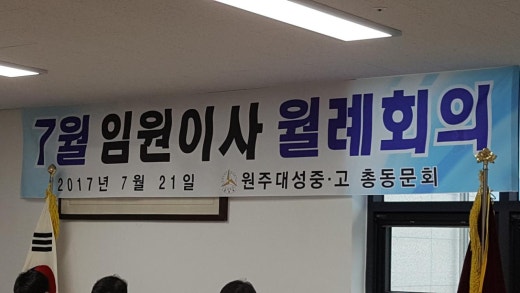 7월 임원이사 월례회의
2017년 7월 21일 원주대성중·고 총동문회